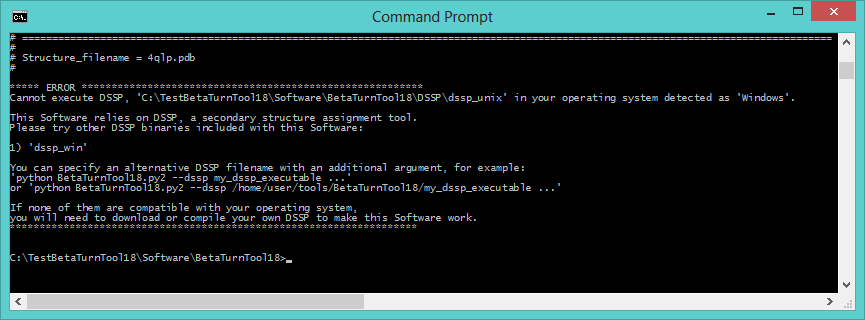 Command Prompt
C:\.
# ==========================================================================================================================================
#
# Structure_filename = 4qlp.pdb
#
***** ERROR **********************************************************
Cannot execute DSSP, 'C:\TestBetaTurnTool18\Software\BetaTurnTool18\DSSP\dssp_unix' in your operating system detected as 'Windows'.
This Software relies on DSSP, a secondary structure assignment tool.
Please try other DSSP binaries included with this Software:
1) 'dssp_win'
You can specify an alternative DSSP filename with an additional argument, for example:
'python BetaTurnTool18.py2 --dssp my_dssp_executable ...'
or 'python BetaTurnTool18.py2 --dssp /home/user/tools/BetaTurnTool18/my_dssp_executable ...'
If none of them are compatible with your operating system,
you will need to download or compile your own DSSP to make this Software work.
**********************************************************************
C:\TestBetaTurnTool18\Software\BetaTurnTool18>_